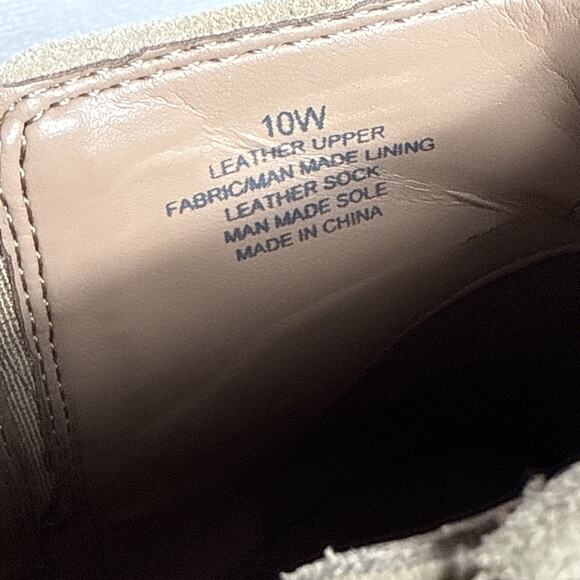 10W
LEATHER UPPER
FABRIC/MAN MADE LINING
LEATHER SOCK
MAN MADE SOLE
MADE IN CHINA